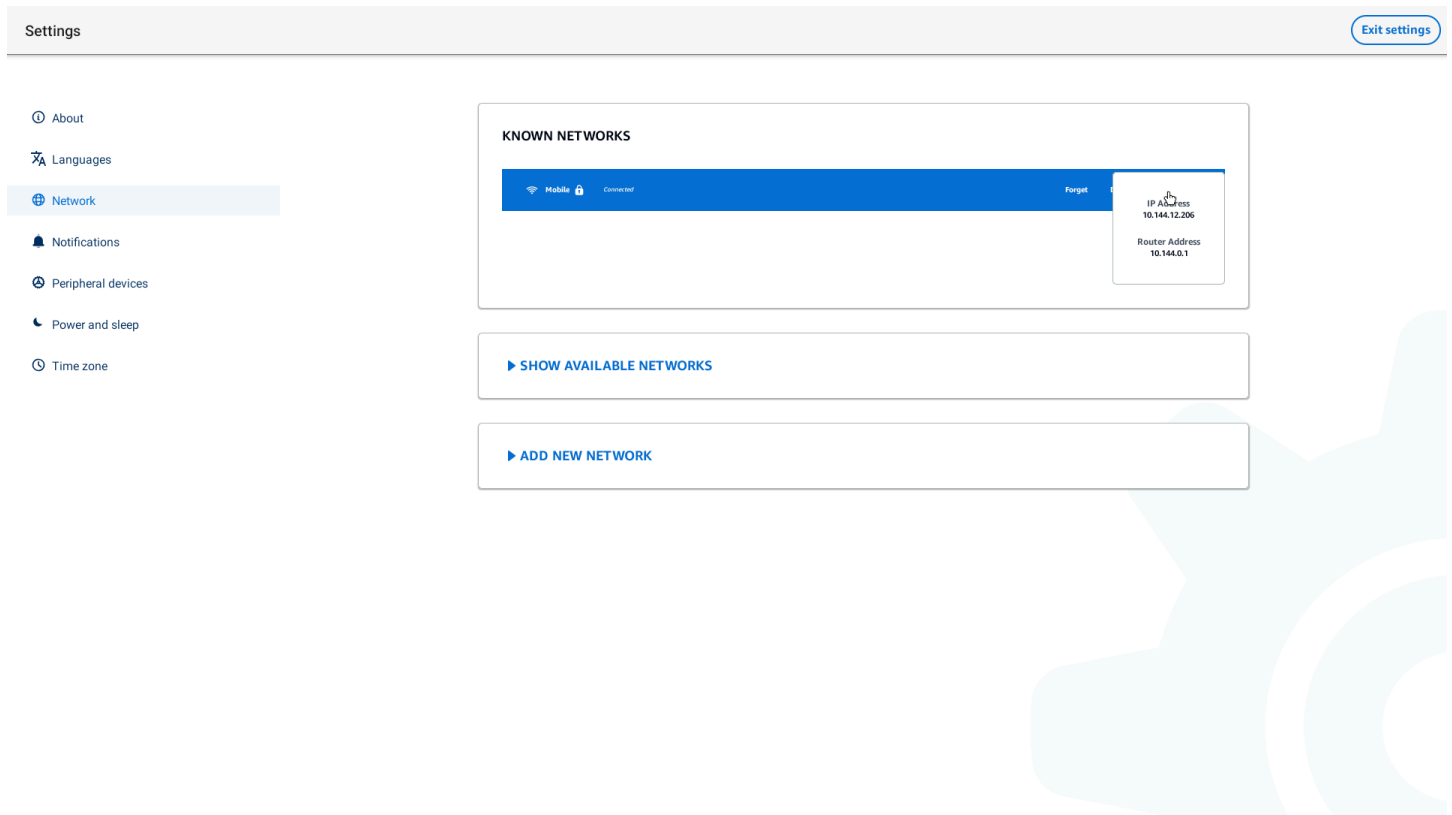 Settings
Exit settings
About
Languages
Network
Notifications
Peripheral devices
Power and sleep
Time zone
KNOWN NETWORKS
Mobile Connected Forget
IP Address
10.144.12.206
Router Address
10.144.0.1
SHOW AVAILABLE NETWORKS
ADD NEW NETWORK